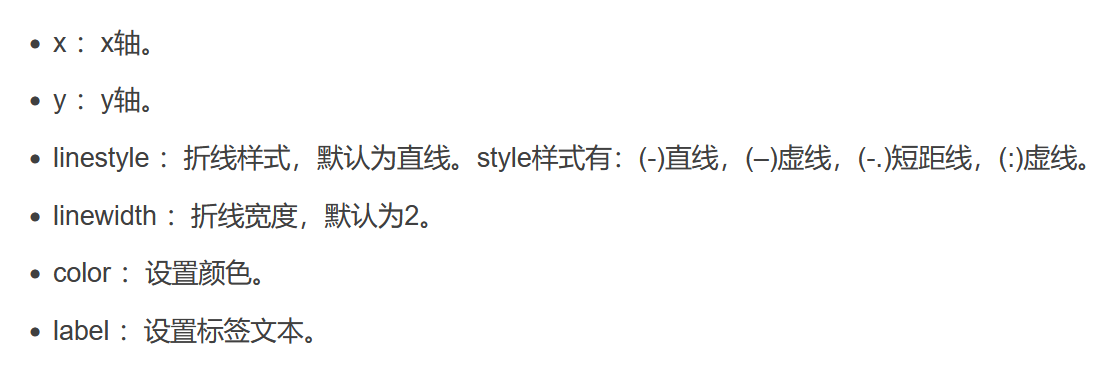 • x ：x轴。
• y ：y轴。
• linestyle ：折线样式，默认为直线。style样式有：(-)直线，(–)虚线，(-.)短距线，(:)虚线。
• linewidth ：折线宽度，默认为2。
• color ：设置颜色。
• label ：设置标签文本。